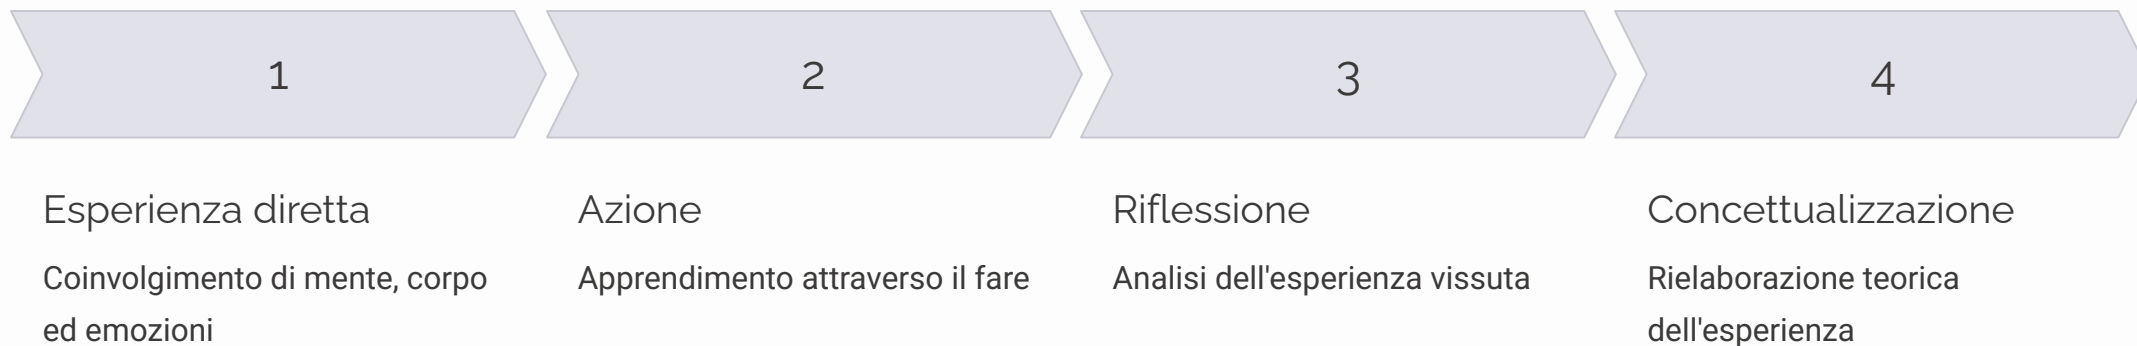 1
2
3
4
Esperienza diretta
Coinvolgimento di mente, corpo
ed emozioni
Azione
Apprendimento attraverso il fare
Riflessione
Analisi dell'esperienza vissuta
Concettualizzazione
Rielaborazione teorica
dell'esperienza